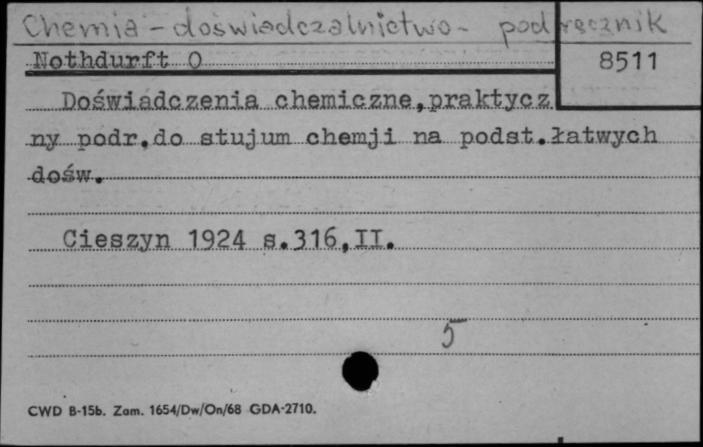 Chemia - doświadczalnictwo - podręcznik
Nothdurft O
8511
Doświadczenia chemiczne,praktycz
ny podr.do stujum chemji na podst.łatwych
dośw.
Cieszyn 1924 s.316,II.
5
CWD B-15b. Zam. 1654/Dw/On/68 GDA-2710.